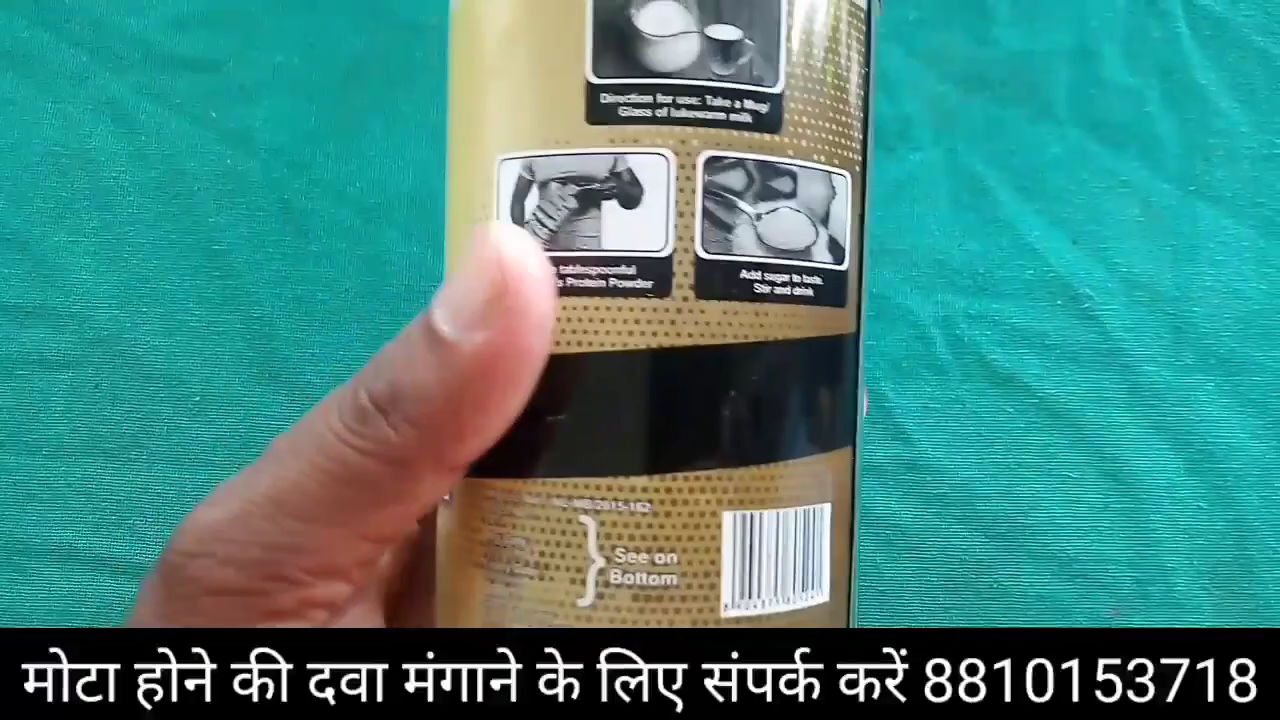 Direction for use: Take a Mug/
Glass of lukewarm milk
tablespoonful
Protein Powder
Add sugar to taste.
Stir and drink
See on
Bottom
मोटा होने की दवा मंगाने के लिए संपर्क करें 8810153718